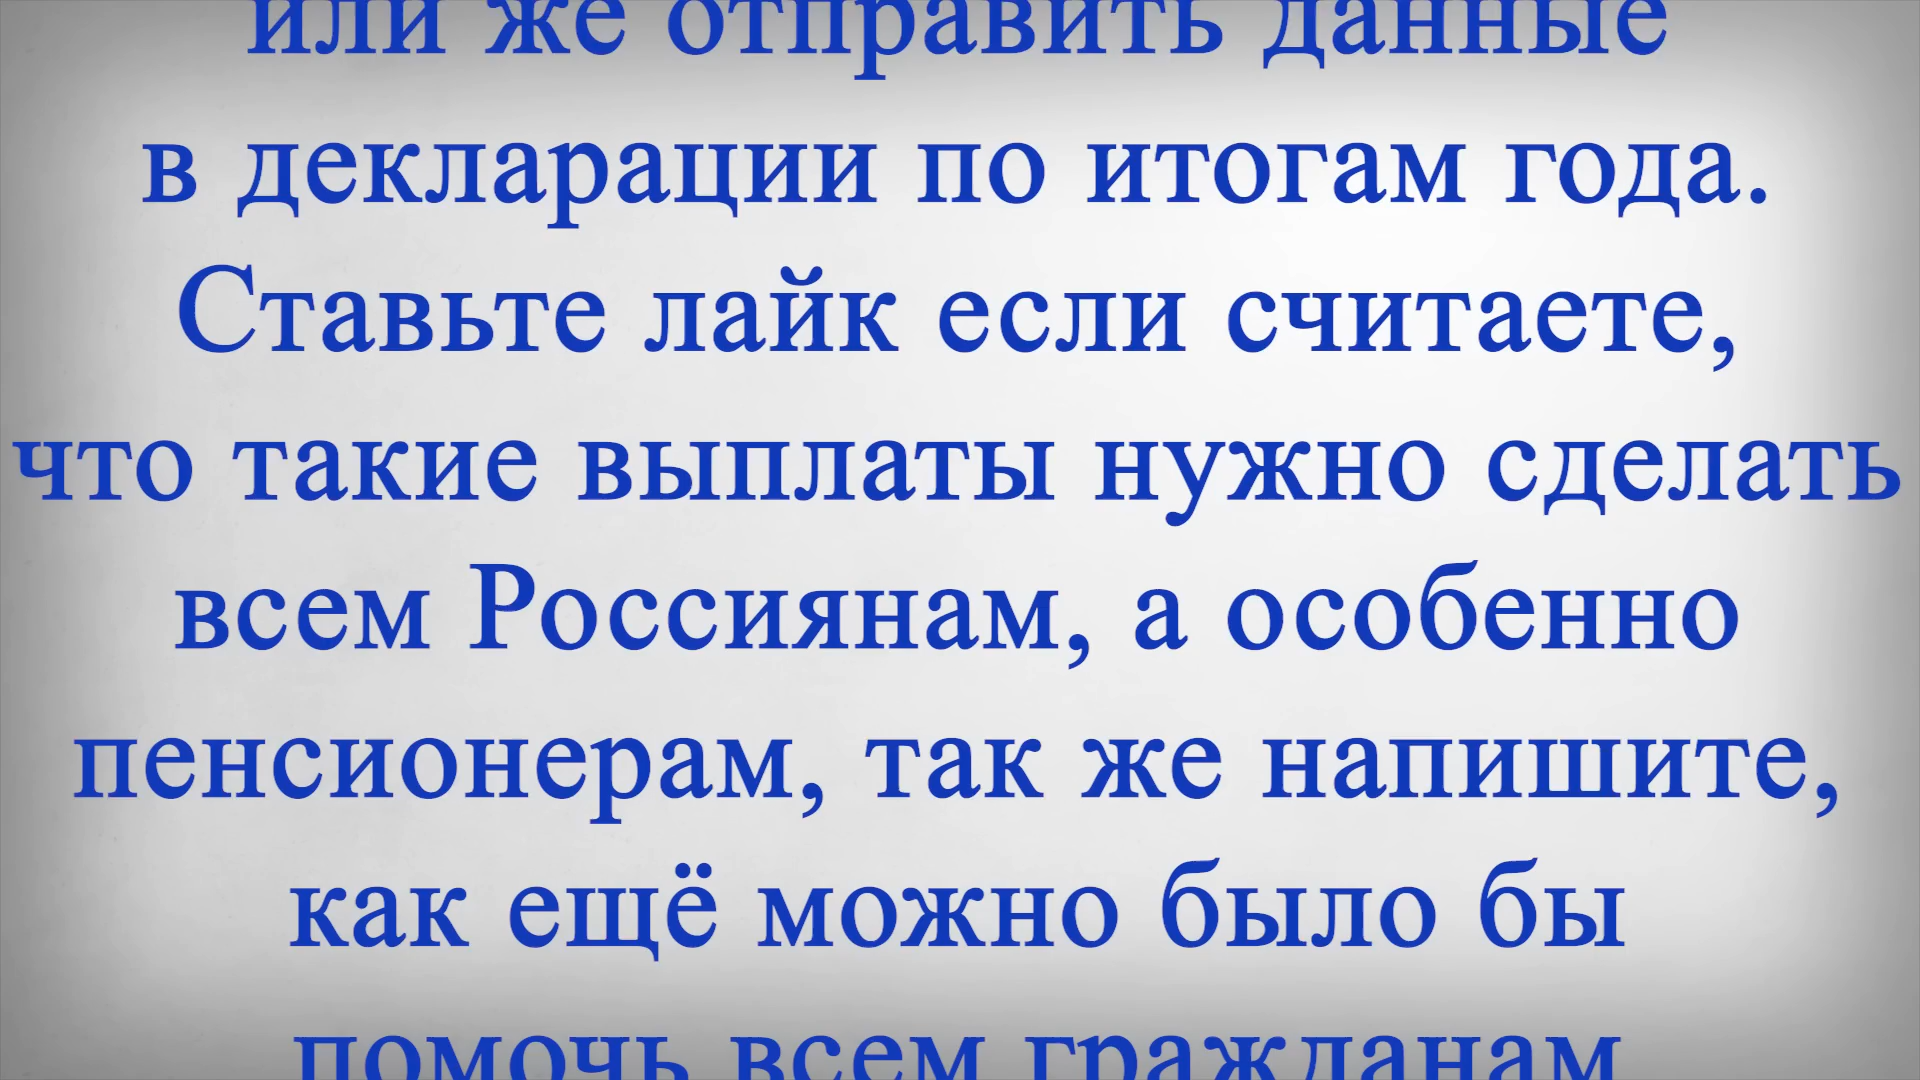 или же отправить данные
в декларации по итогам года.
Ставьте лайк если считаете,
что такие выплаты нужно сделать
всем Россиянам, а особенно
пенсионерам, так же напишите,
как ещё можно было бы
помочь всем гражданам